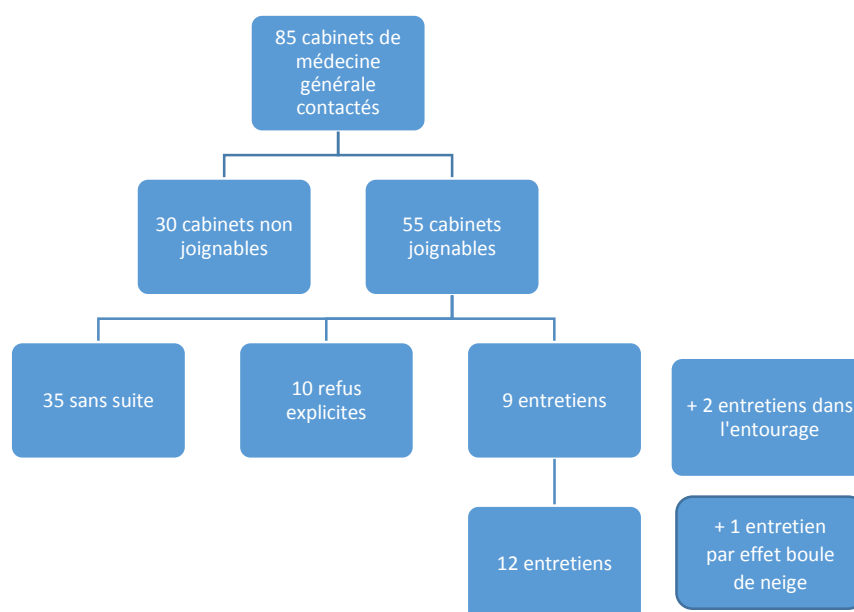 85 cabinets de
médecine
générale
contactés
30 cabinets non
joignables
55 cabinets
joignables
35 sans suite
10 refus
explicites
9 entretiens
+ 2 entretiens dans
l'entourage
12 entretiens
+ 1 entretien
par effet boule
de neige